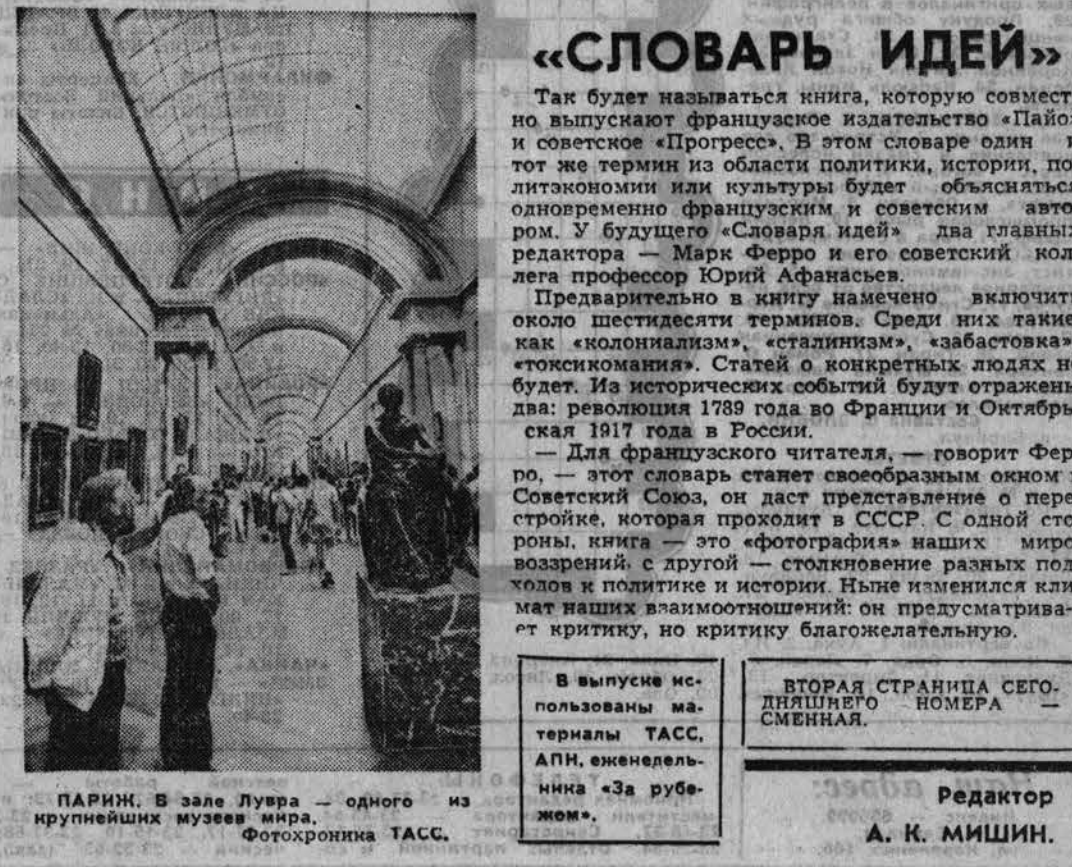 «СЛОВАРЬ ИДЕЙ»
Так будет называться книга, которую совмест
но выпускают французское издательство «Пайо
и советское «Прогресс». В этом словаре один и
тот же термин из области политики, истории, по
литэкономии или культуры будет объясняться
одновременно французским и советским авто
ром. У будущего «Словаря идей» два главных
редактора — Марк Ферро и его советский кол
лега профессор Юрий Афанасьев.
Предварительно в книгу намечено включить
около шестидесяти терминов. Среди них такие
как «колониализм», «сталинизм», «забастовка»
«токсикомания». Статей о конкретных людях не
будет. Из исторических событий будут отражены
два: революция 1789 года во Франции и Октябрь
ская 1917 года в России.
— Для французского читателя, — говорит Фер
ро, — этот словарь станет своеобразным окном в
Советский Союз, он даст представление о пере
стройке, которая проходит в СССР. С одной сто
роны, книга — это «фотография» наших миро
воззрений, с другой — столкновение разных под
ходов к политике и истории. Ныне изменился кли
мат наших взаимоотношений: он предусматрива-
ет критику, но критику благожелательную.
ПАРИЖ. В зале Лувра — одного из
крупнейших музеев мира.
Фотохроника ТАСС.
В выпуске ис-
пользованы ма-
териалы ТАСС,
АПН, еженедель-
ника «За рубе-
жом».
ВТОРАЯ СТРАНИЦА СЕГО-
ДНЯШНЕГО НОМЕРА —
СМЕННАЯ.
Редактор
А. К. МИШИН.